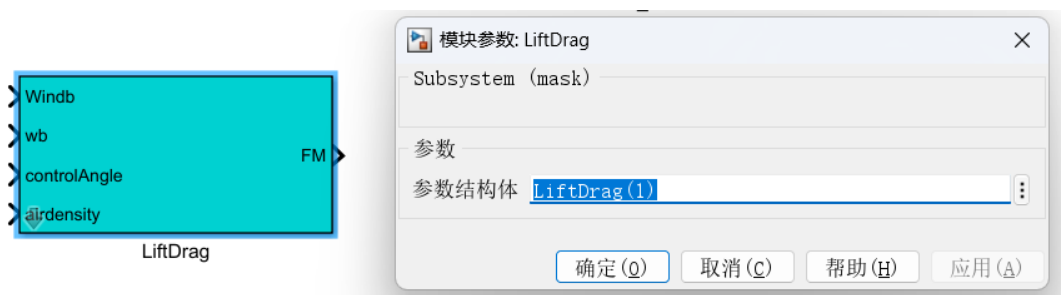 模块参数: LiftDrag
Subsystem (mask)
参数
参数结构体 LiftDrag(1)
确定(O) 取消(C) 帮助(H) 应用(A)
Windb
wb
controlAngle
airdensity
FM
LiftDrag